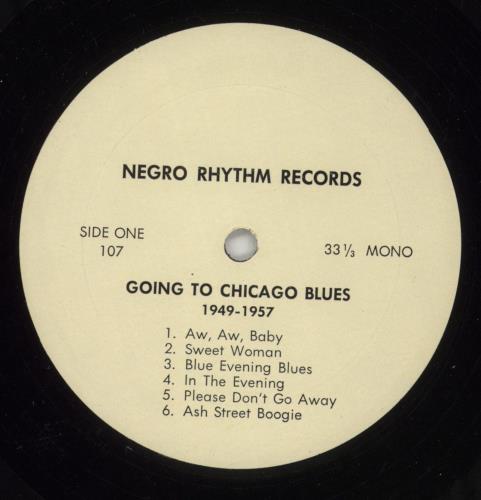 NEGRO RHYTHM RECORDS
SIDE ONE
107
33 ⅓ MONO
GOING TO CHICAGO BLUES
1949-1957
1. Aw, Aw, Baby
2. Sweet Woman
3. Blue Evening Blues
4. In The Evening
5. Please Don't Go Away
6. Ash Street Boogie